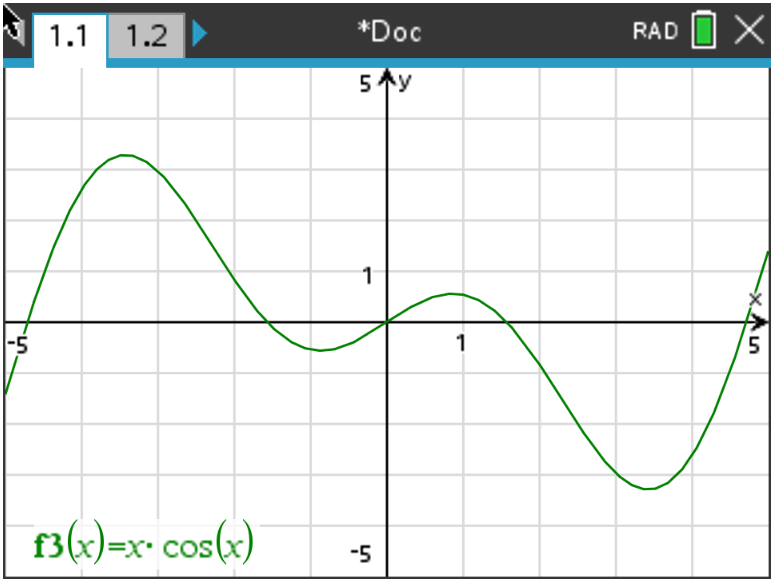 1.1 1.2 *Doc RAD
5 y
1
x
-5 1 5
f3(x)=x· cos(x)
-5